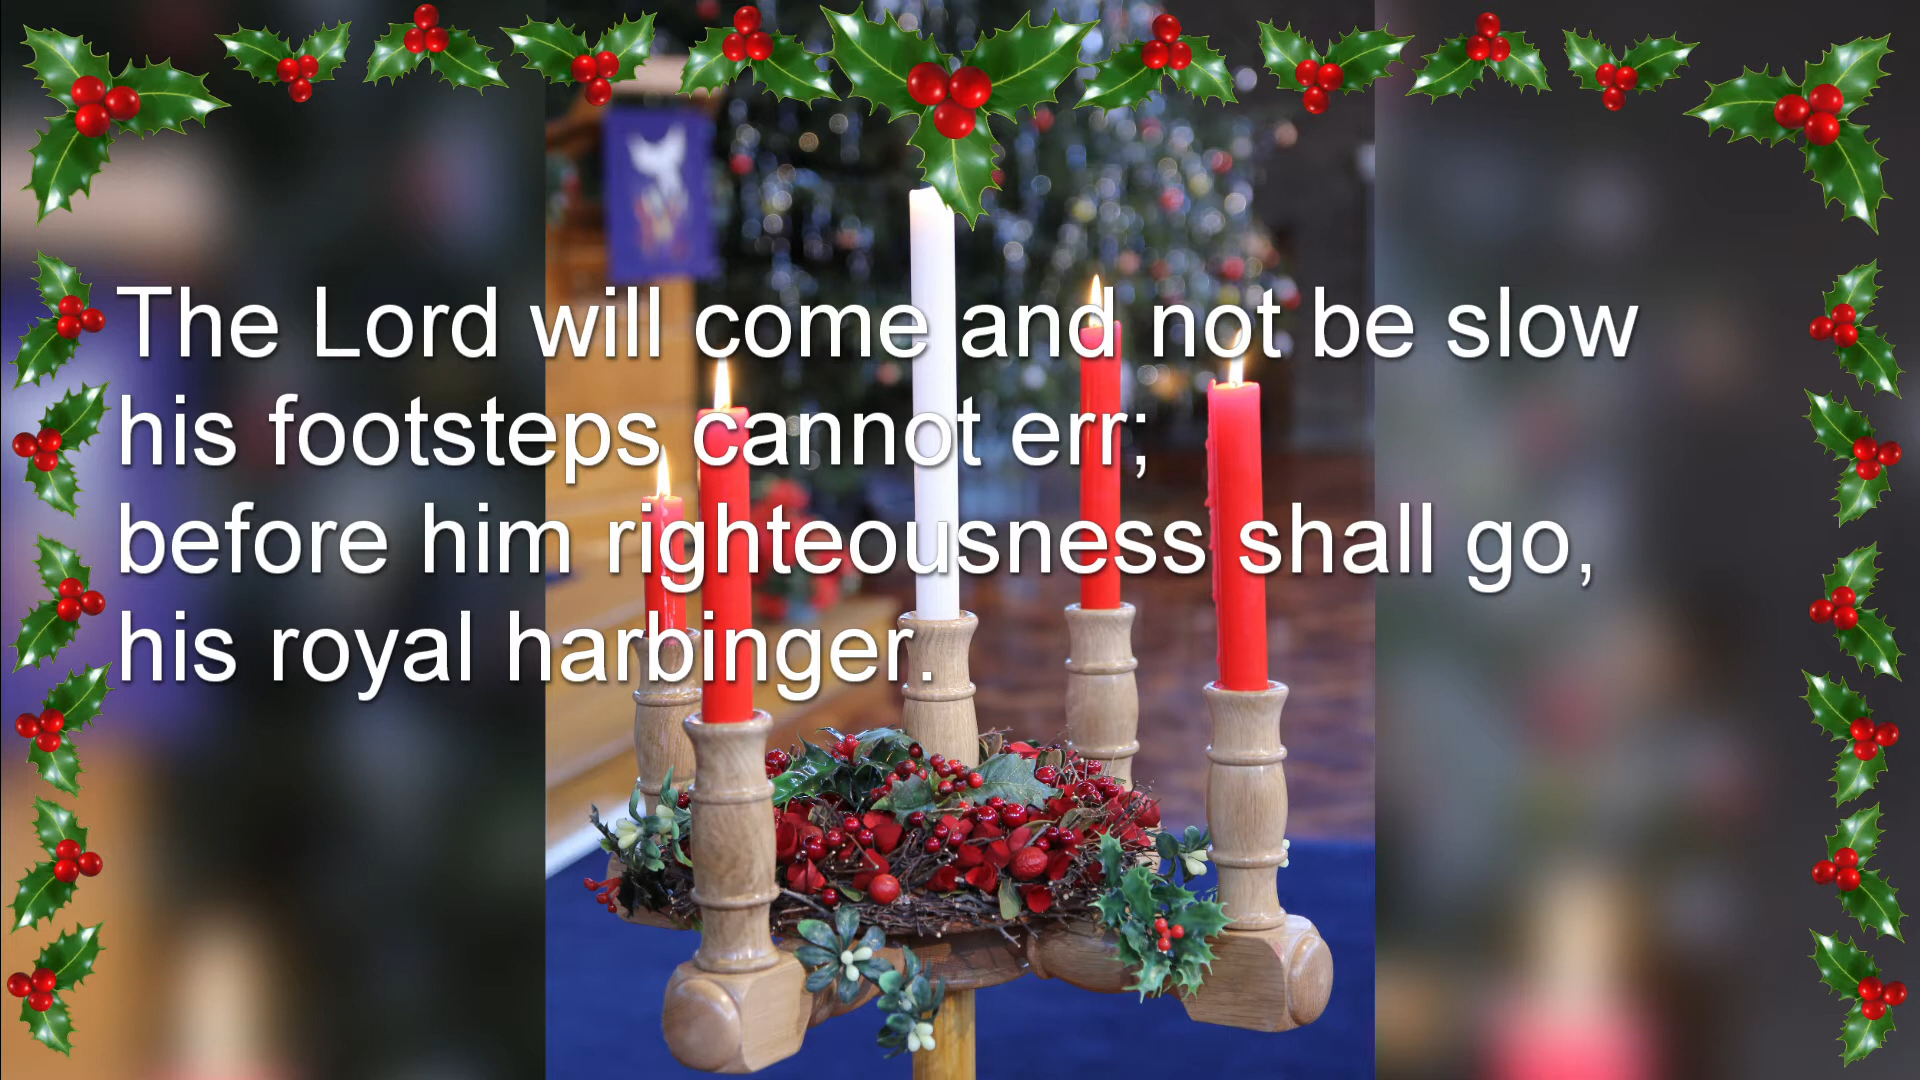 The Lord will come and not be slow
his footsteps cannot err;
before him righteousness shall go,
his royal harbinger.